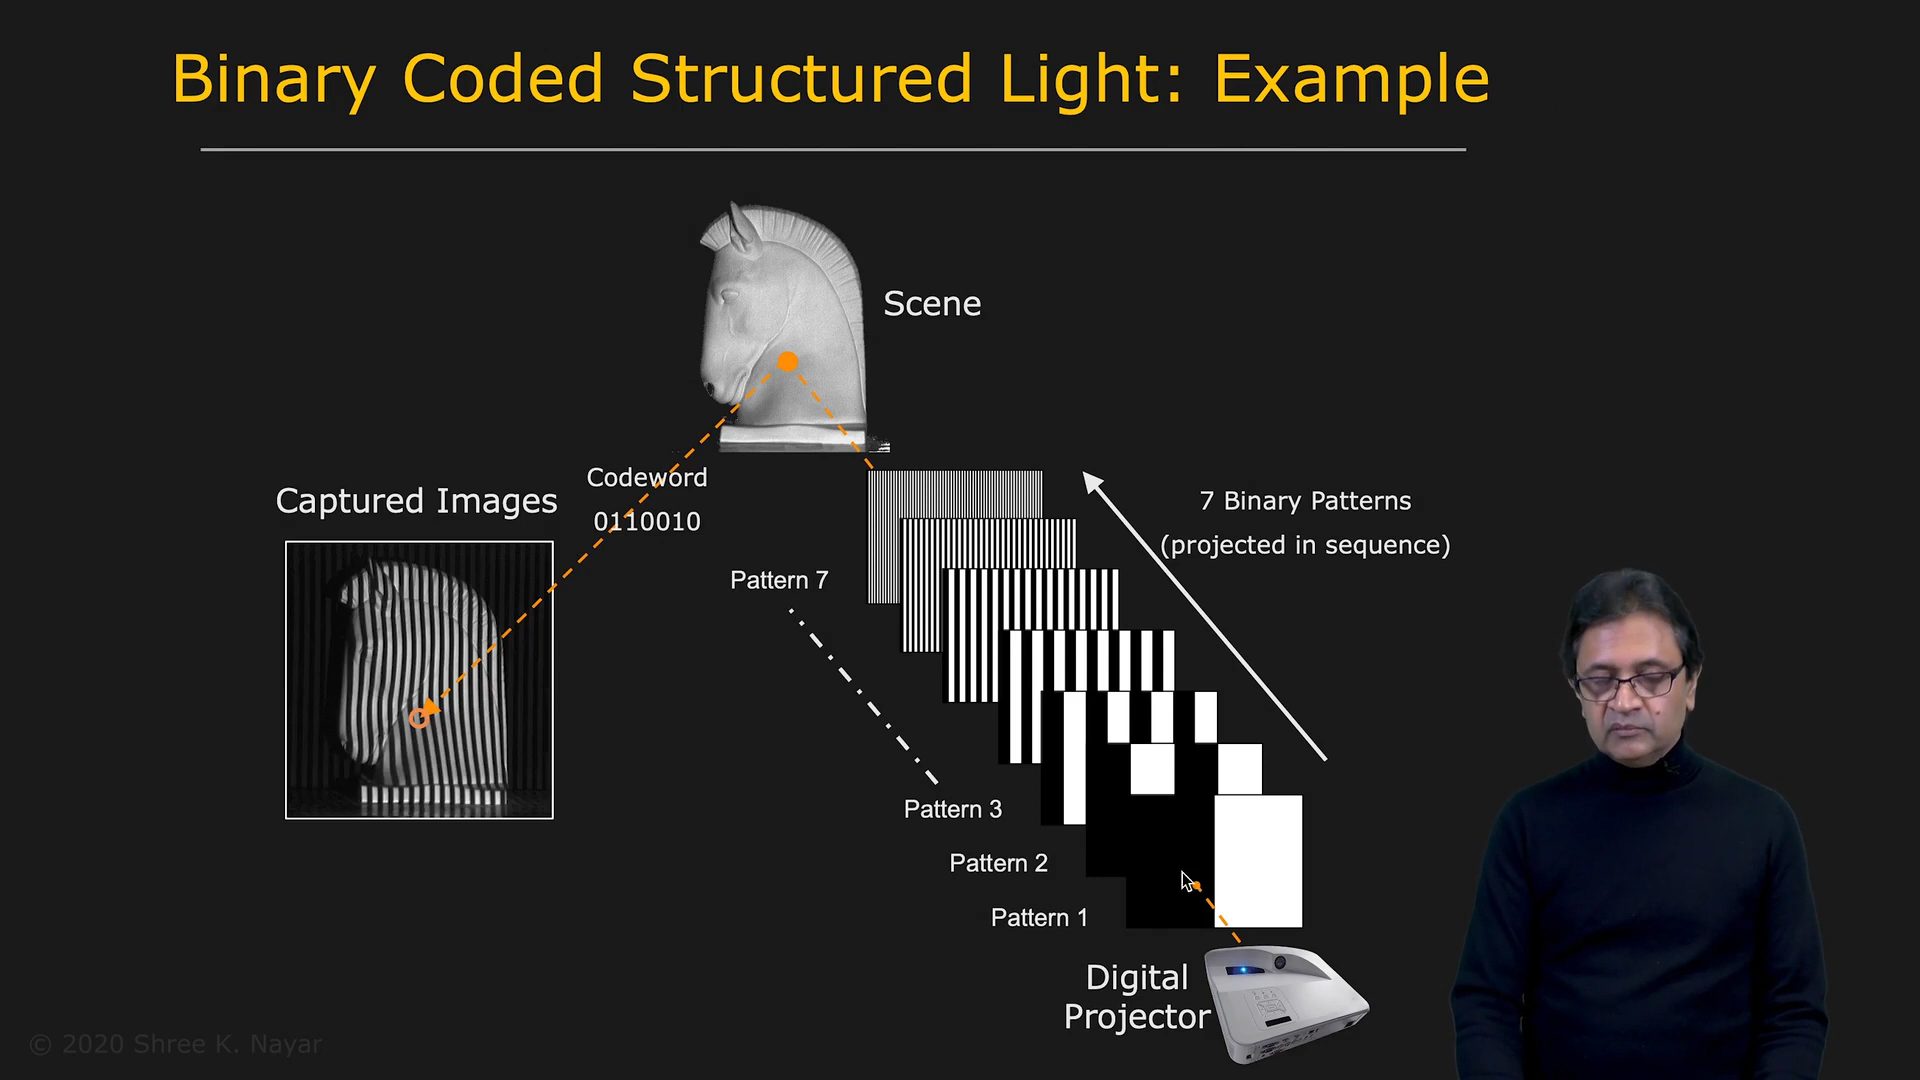 Binary Coded Structured Light: Example
Scene
Codeword
0110010
Captured Images
7 Binary Patterns
(projected in sequence)
Pattern 7
Pattern 3
Pattern 2
Pattern 1
Digital
Projector
© 2020 Shree K. Nayar